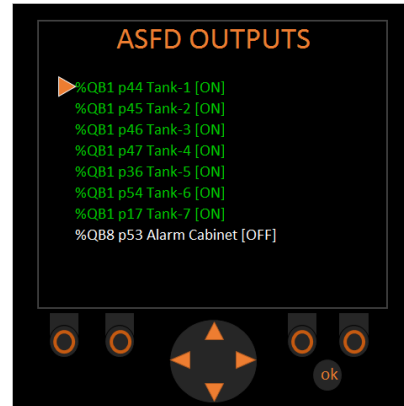 ASFD OUTPUTS
%QB1 p44 Tank-1 [ON]
%QB1 p45 Tank-2 [ON]
%QB1 p46 Tank-3 [ON]
%QB1 p47 Tank-4 [ON]
%QB1 p36 Tank-5 [ON]
%QB1 p54 Tank-6 [ON]
%QB1 p17 Tank-7 [ON]
%QB8 p53 Alarm Cabinet [OFF]
ok